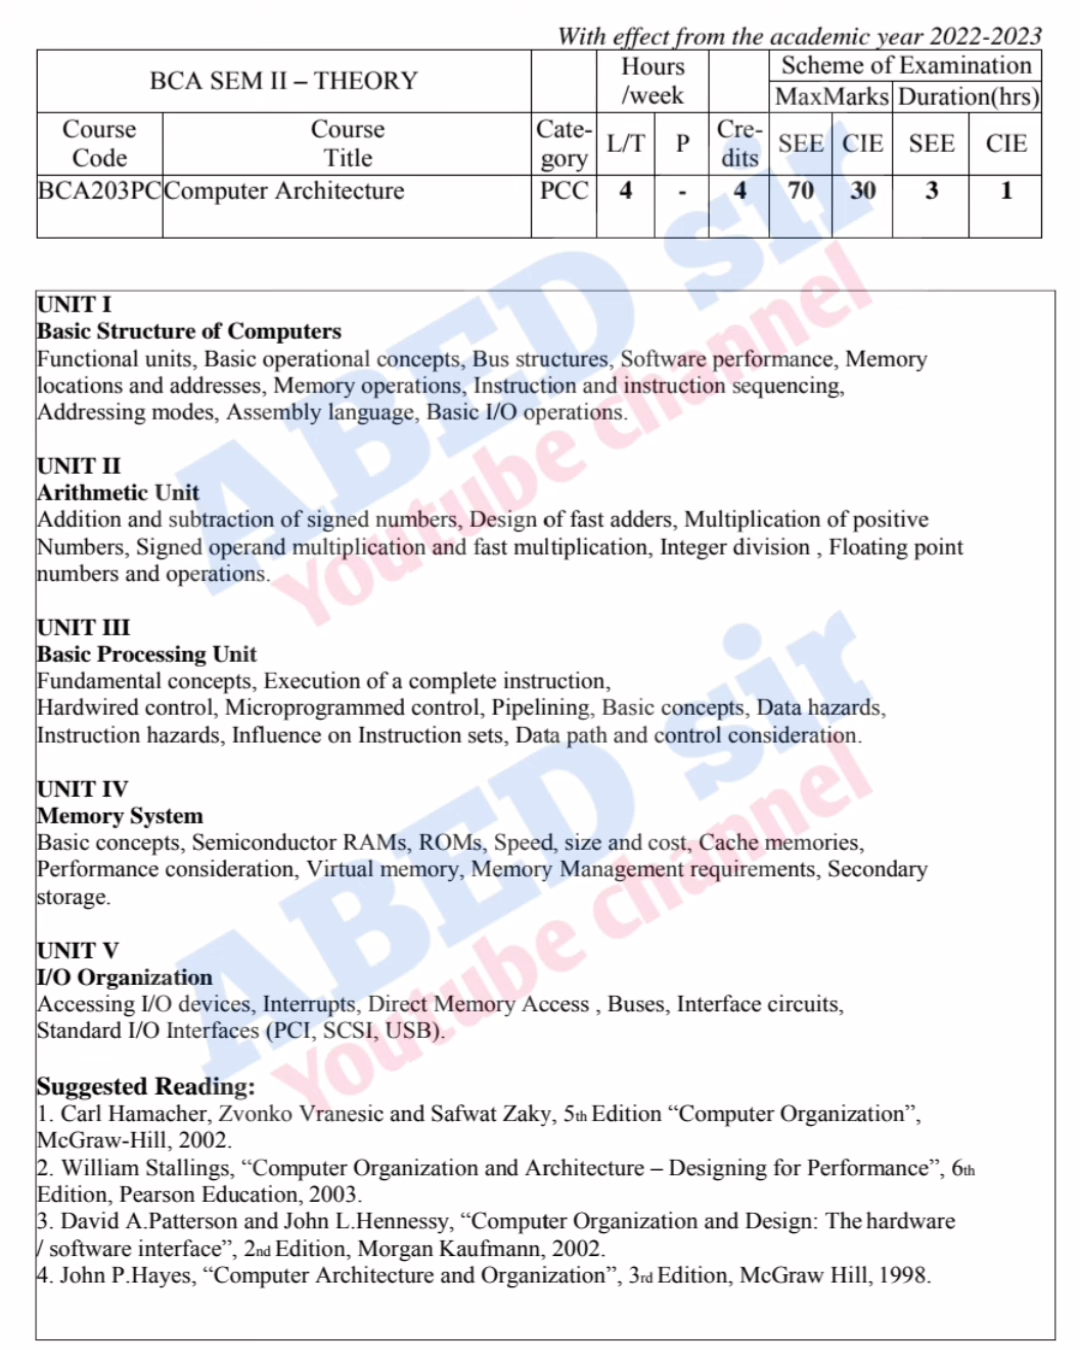 With effect from the academic year 2022-2023
BCA SEM II – THEORY
Hours
/week
Scheme of Examination
MaxMarks Duration(hrs)
Course
Code
Course
Title
Cate-
gory
L/T P
Cre-
dits
SEE CIE SEE CIE
BCA203PC Computer Architecture PCC 4 - 4 70 30 3 1
UNIT I
Basic Structure of Computers
Functional units, Basic operational concepts, Bus structures, Software performance, Memory
locations and addresses, Memory operations, Instruction and instruction sequencing,
Addressing modes, Assembly language, Basic I/O operations.
UNIT II
Arithmetic Unit
Addition and subtraction of signed numbers, Design of fast adders, Multiplication of positive
Numbers, Signed operand multiplication and fast multiplication, Integer division , Floating point
numbers and operations.
UNIT III
Basic Processing Unit
Fundamental concepts, Execution of a complete instruction,
Hardwired control, Microprogrammed control, Pipelining, Basic concepts, Data hazards,
Instruction hazards, Influence on Instruction sets, Data path and control consideration.
UNIT IV
Memory System
Basic concepts, Semiconductor RAMs, ROMs, Speed, size and cost, Cache memories,
Performance consideration, Virtual memory, Memory Management requirements, Secondary
storage.
UNIT V
I/O Organization
Accessing I/O devices, Interrupts, Direct Memory Access , Buses, Interface circuits,
Standard I/O Interfaces (PCI, SCSI, USB).
Suggested Reading:
1. Carl Hamacher, Zvonko Vranesic and Safwat Zaky, 5th Edition “Computer Organization”,
McGraw-Hill, 2002.
2. William Stallings, “Computer Organization and Architecture – Designing for Performance”, 6th
Edition, Pearson Education, 2003.
3. David A.Patterson and John L.Hennessy, “Computer Organization and Design: The hardware
/ software interface”, 2nd Edition, Morgan Kaufmann, 2002.
4. John P.Hayes, “Computer Architecture and Organization”, 3rd Edition, McGraw Hill, 1998.
ABED sir
Youtube channel
ABED sir
Youtube channel